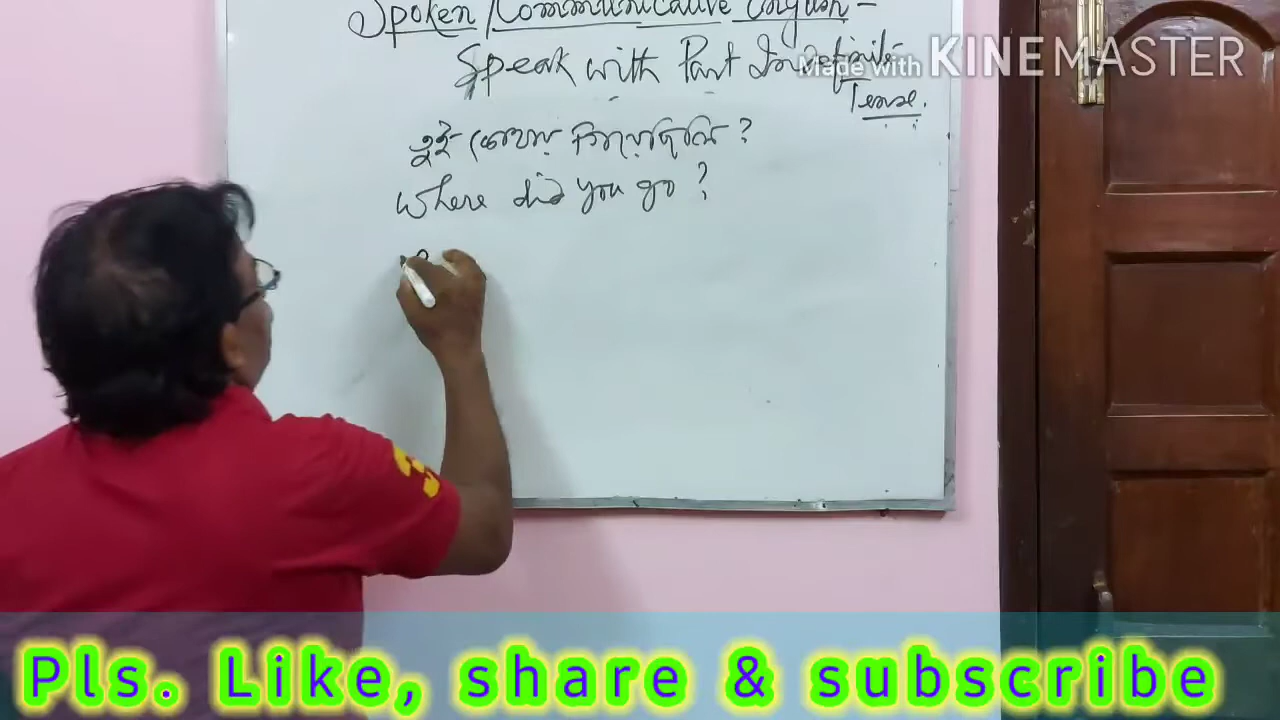 Spoken/Communicative English-
Speak with Past Indefinite
Tense.
Made with KINEMASTER
তুই কোথায় গিয়েছিলি?
Where did you go?
Pls. Like, share & subscribe